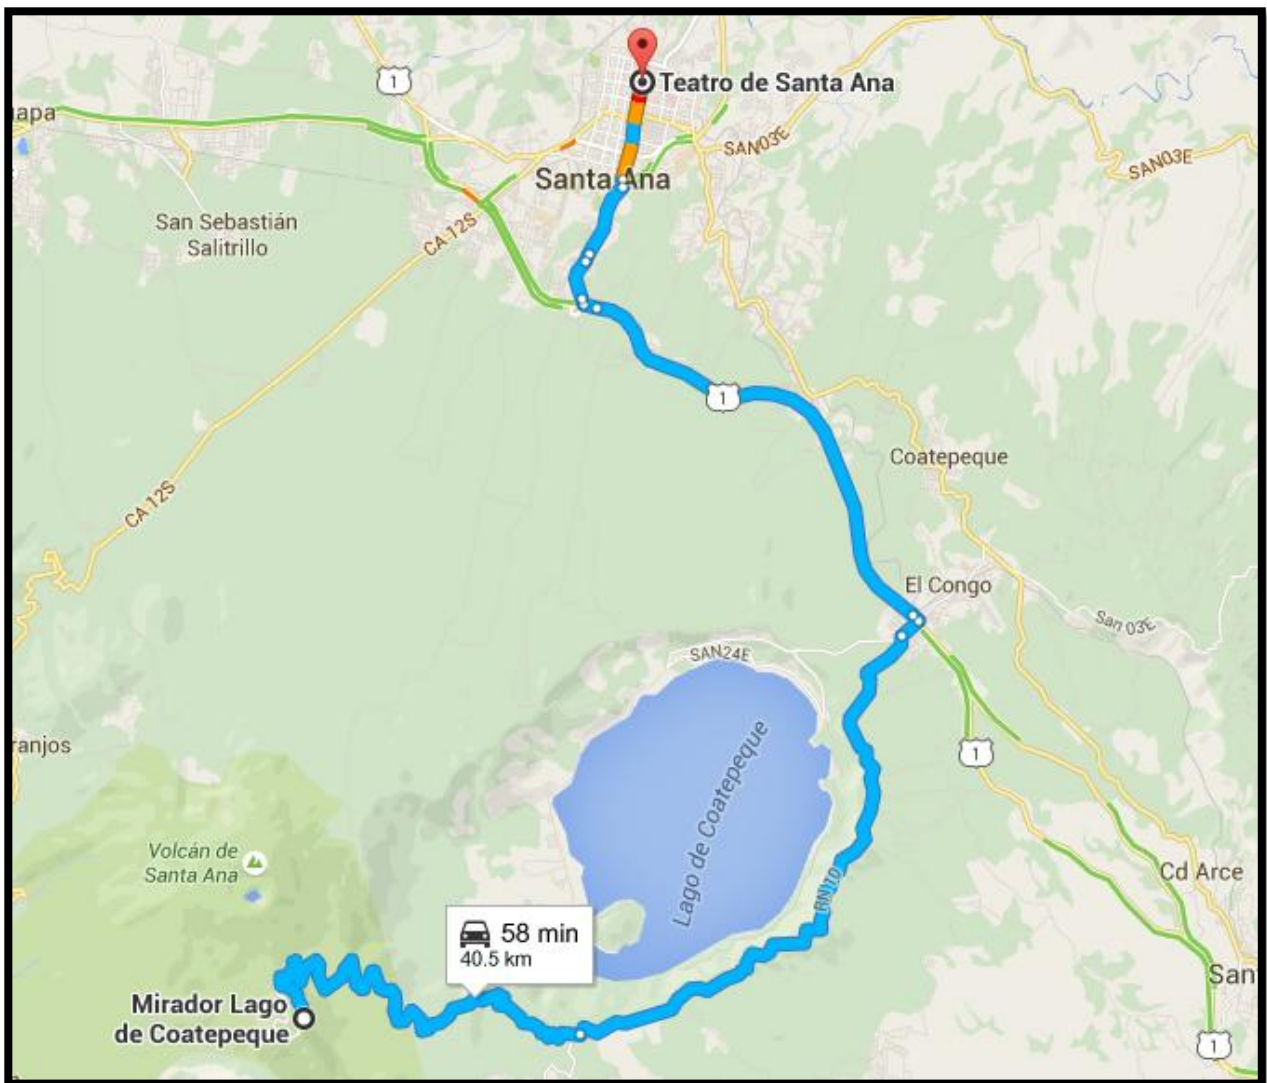 1
Teatro de Santa Ana
apa
SAN03E
SAN03E
Santa Ana
San Sebastián
Salitrillo
CA-12S
1
Coatepeque
CA-12S
El Congo
San 03E
SAN24E
ranjos
Lago de Coatepeque
1
Volcán de
Santa Ana
Cd Arce
RN10
58 min
40.5 km
San
Mirador Lago
de Coatepeque
1